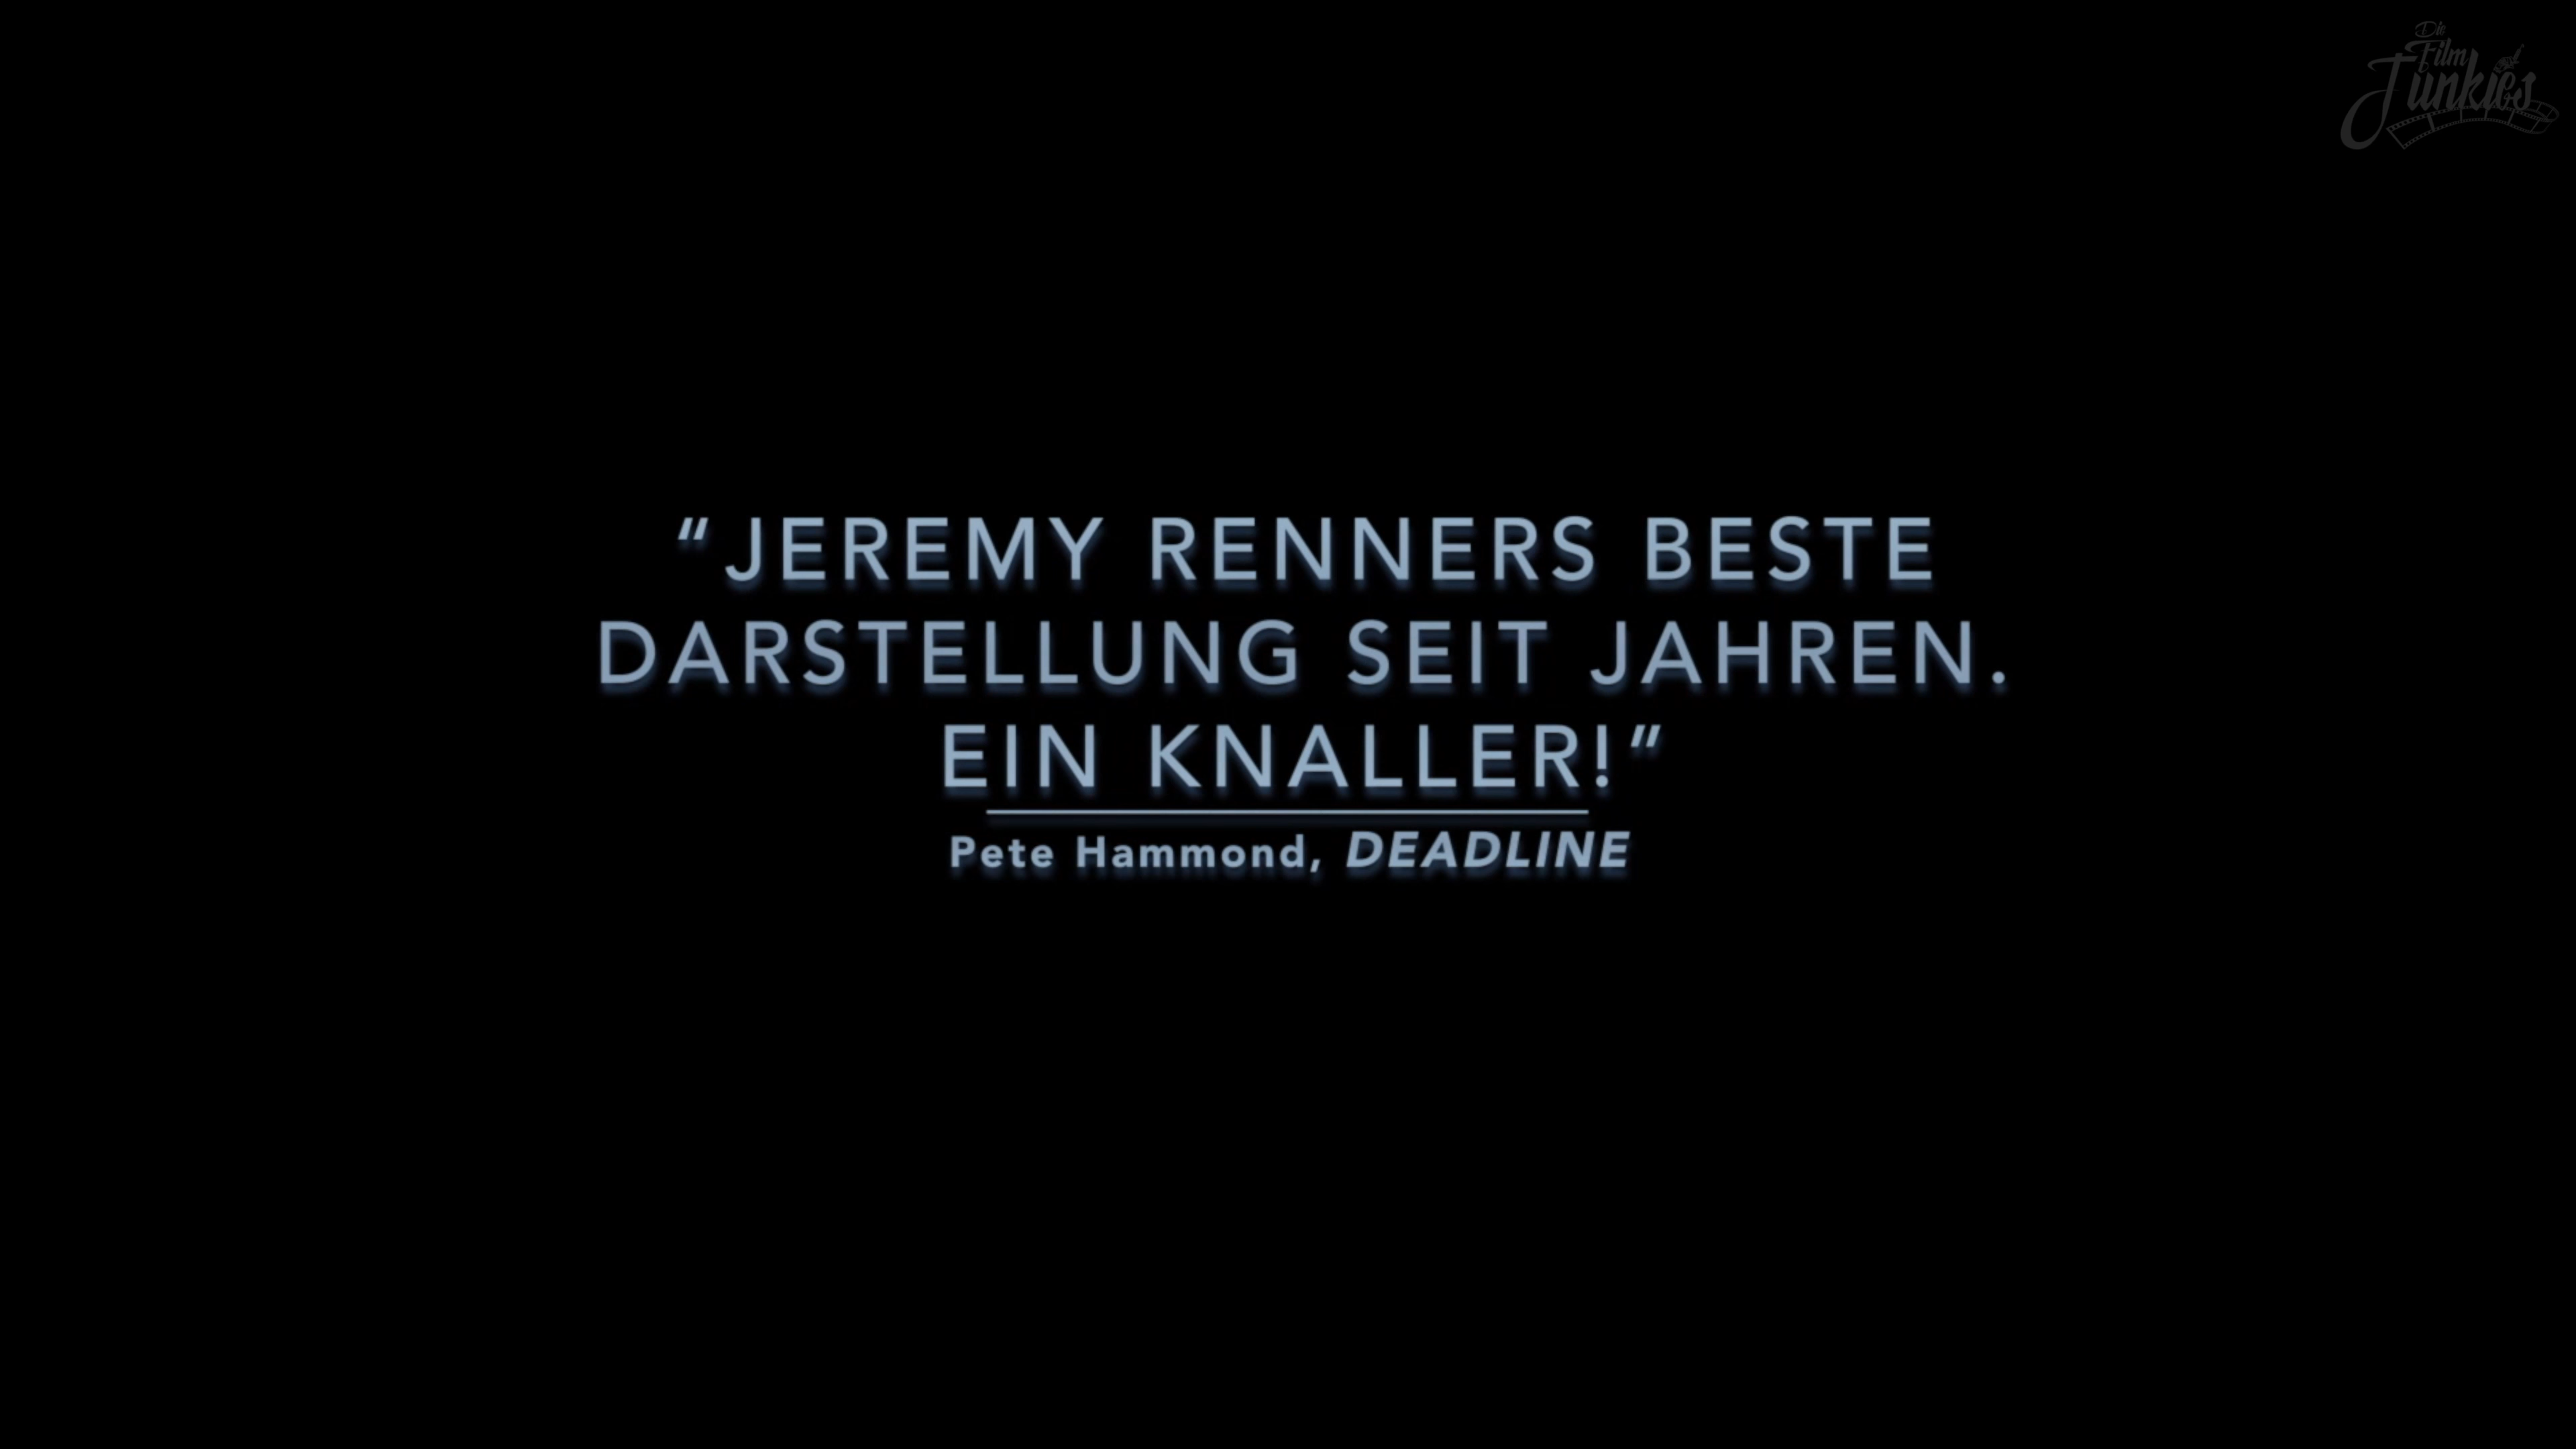 Die
Film
Junkies
“JEREMY RENNERS BESTE
DARSTELLUNG SEIT JAHREN.
EIN KNALLER!”
Pete Hammond, DEADLINE